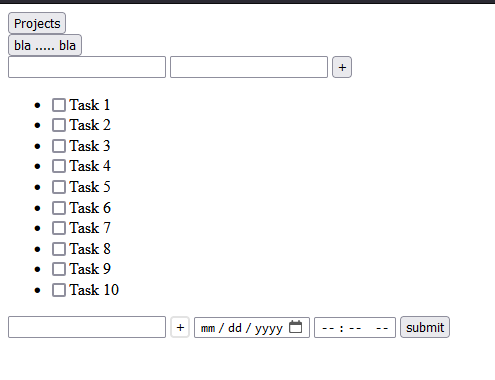 Projects
bla ..... bla
+
Task 1
Task 2
Task 3
Task 4
Task 5
Task 6
Task 7
Task 8
Task 9
Task 10
+ mm / dd / yyyy -- : -- -- submit